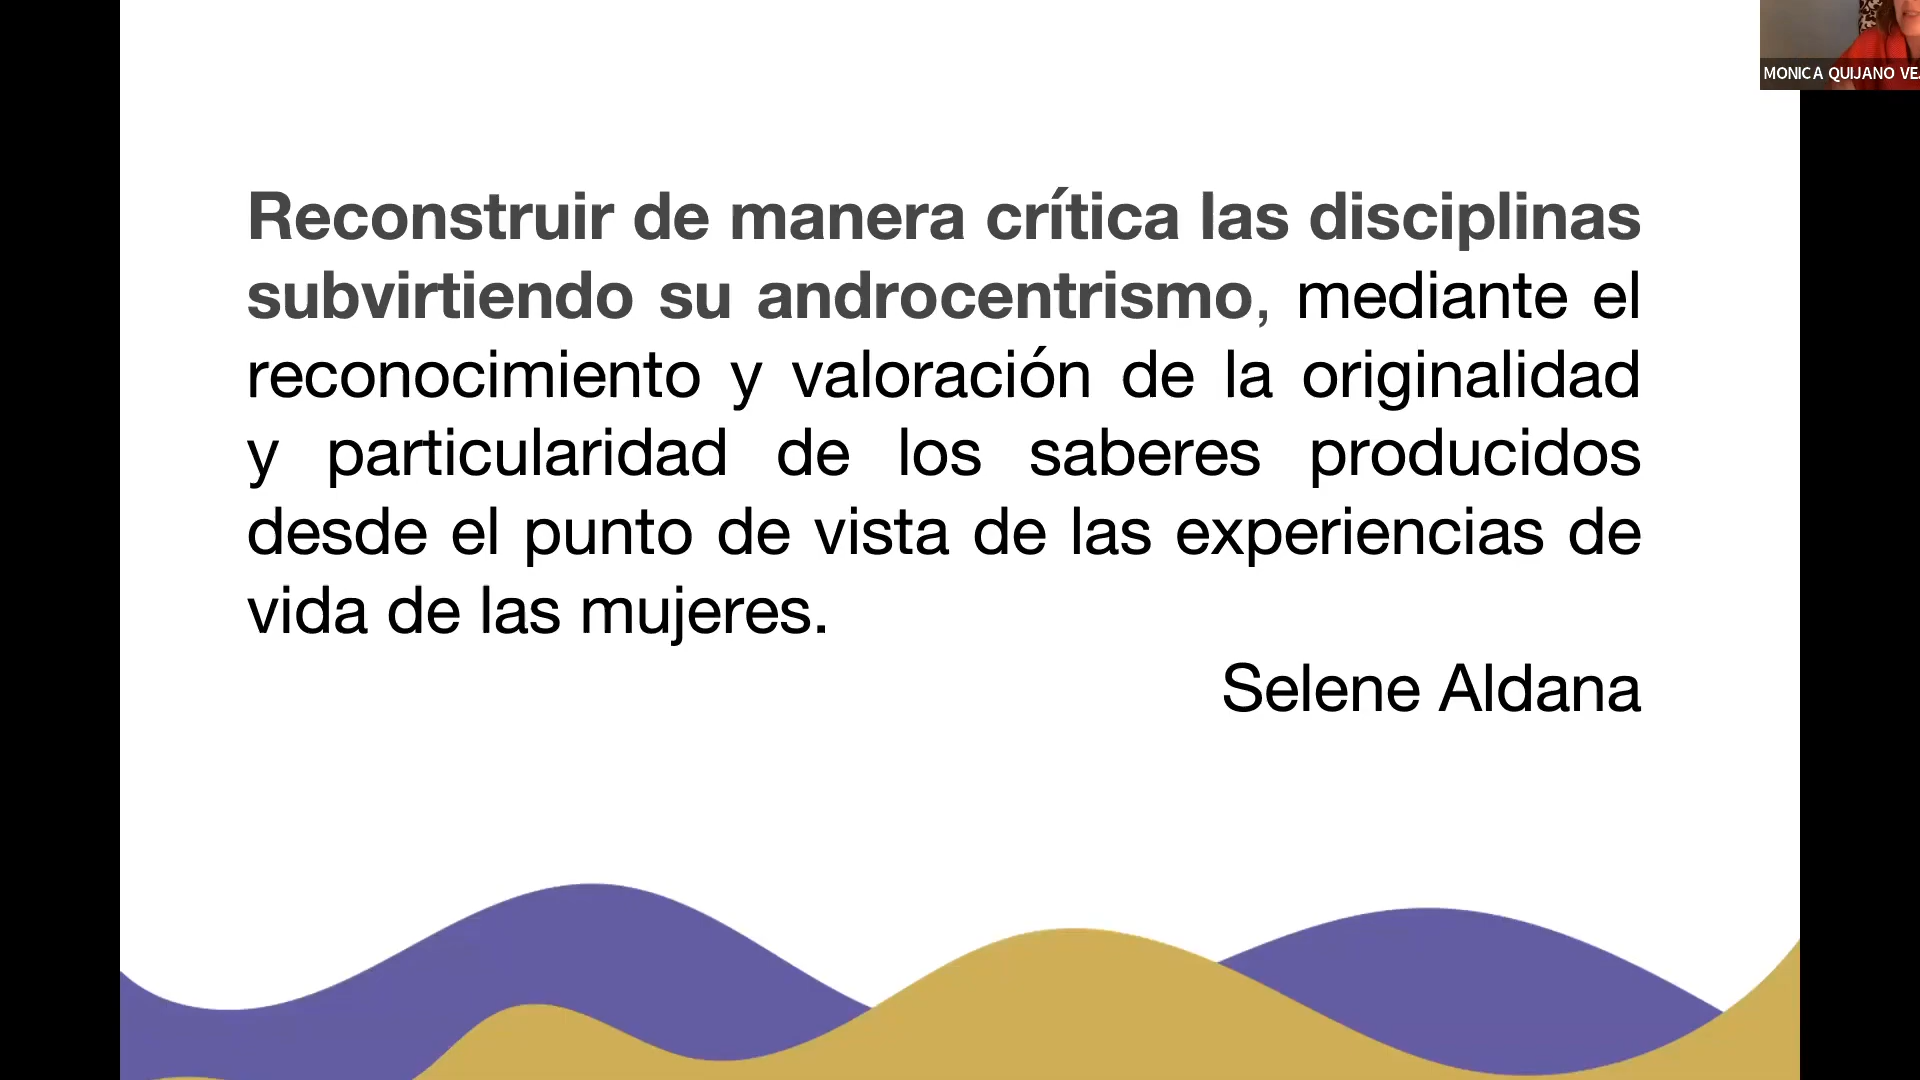 MONICA QUIJANO VE
Reconstruir de manera crítica las disciplinas
subvirtiendo su androcentrismo, mediante el
reconocimiento y valoración de la originalidad
y particularidad de los saberes producidos
desde el punto de vista de las experiencias de
vida de las mujeres.
Selene Aldana